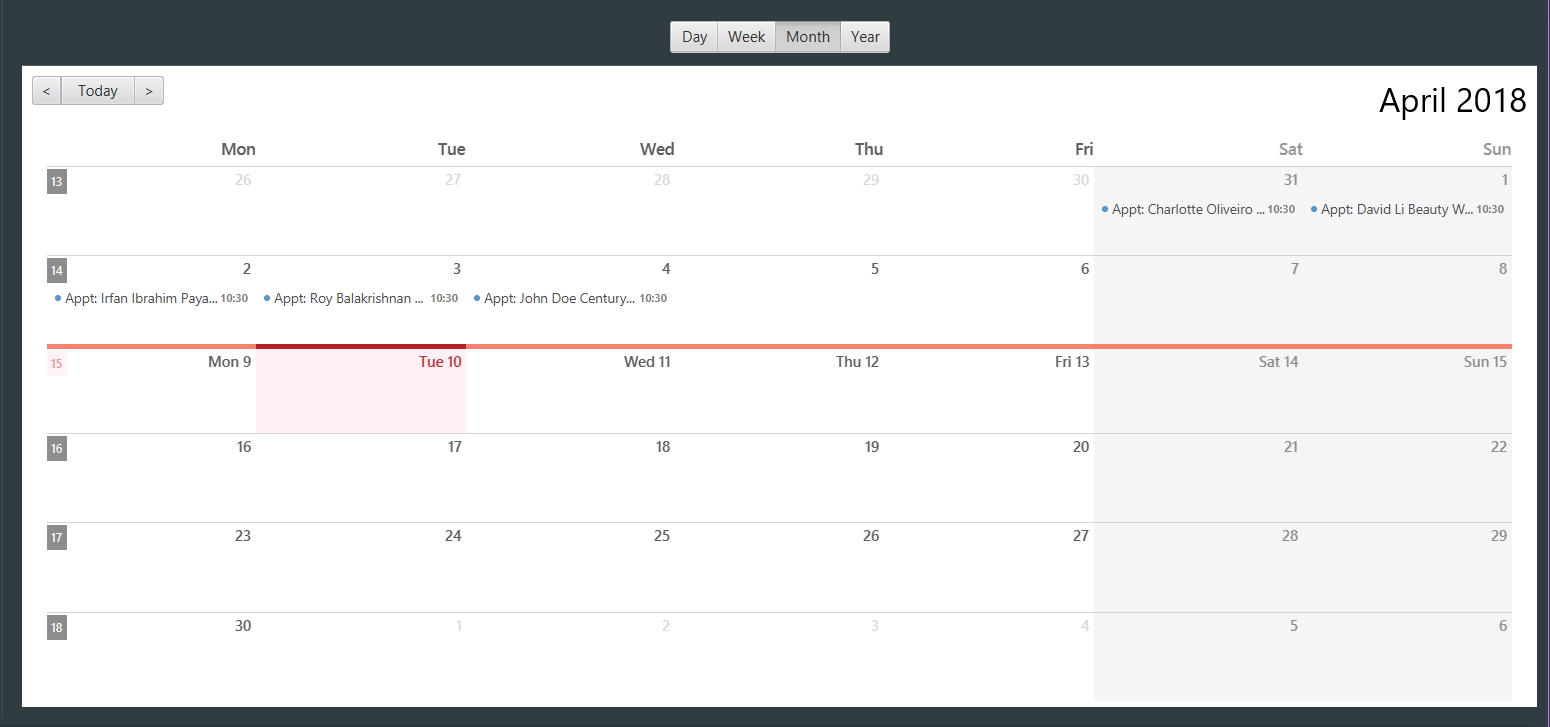 Day Week Month Year
< Today >
April 2018
Mon Tue Wed Thu Fri Sat Sun
13 26 27 28 29 30 31 1
Appt: Charlotte Oliveiro ... 10:30 Appt: David Li Beauty W... 10:30
14 2 3 4 5 6 7 8
Appt: Irfan Ibrahim Paya... 10:30 Appt: Roy Balakrishnan ... 10:30 Appt: John Doe Century... 10:30
15 Mon 9 Tue 10 Wed 11 Thu 12 Fri 13 Sat 14 Sun 15
16 16 17 18 19 20 21 22
17 23 24 25 26 27 28 29
18 30 1 2 3 4 5 6